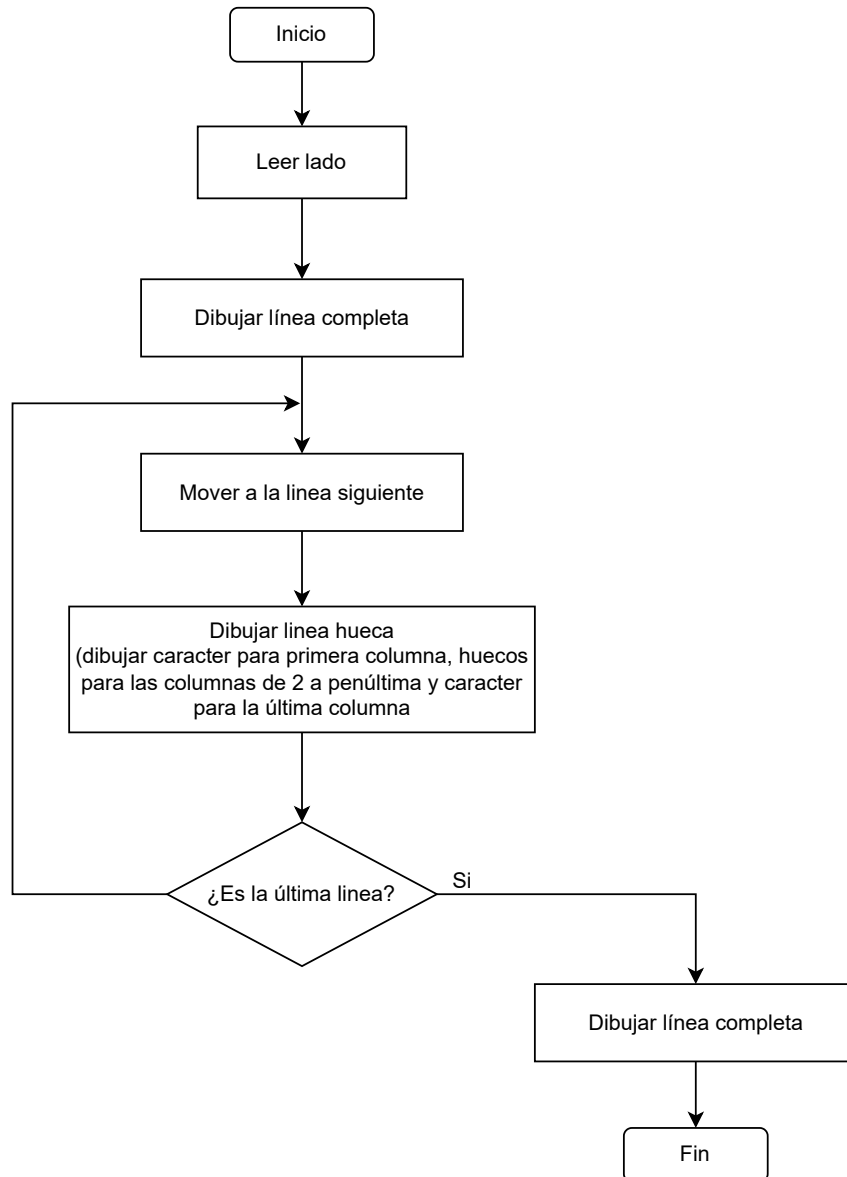 Inicio
Leer lado
Dibujar línea completa
Mover a la linea siguiente
Dibujar linea hueca
(dibujar caracter para primera columna, huecos
para las columnas de 2 a penúltima y caracter
para la última columna
¿Es la última linea?
Si
Dibujar línea completa
Fin